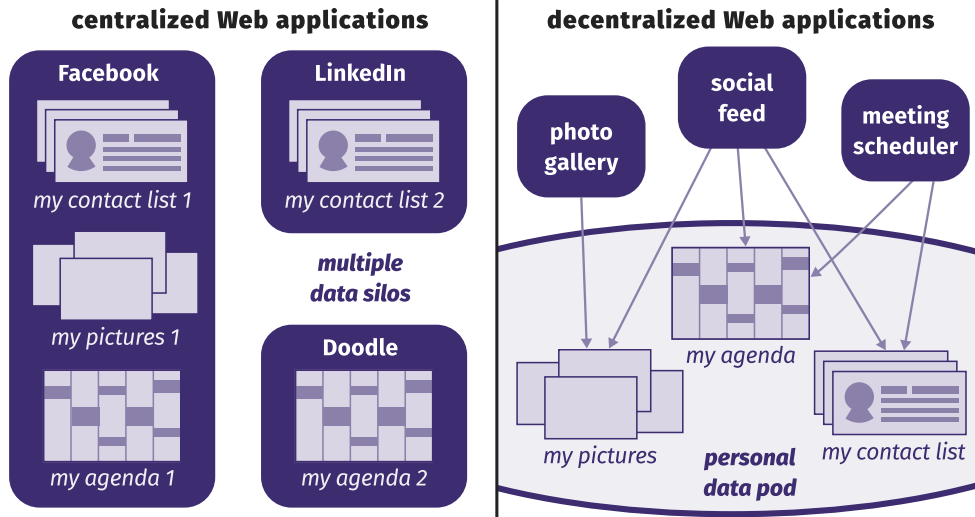 centralized Web applications
Facebook
my contact list 1
my pictures 1
my agenda 1
LinkedIn
my contact list 2
multiple
data silos
Doodle
my agenda 2
decentralized Web applications
photo
gallery
social
feed
meeting
scheduler
my agenda
my pictures
my contact list
personal
data pod